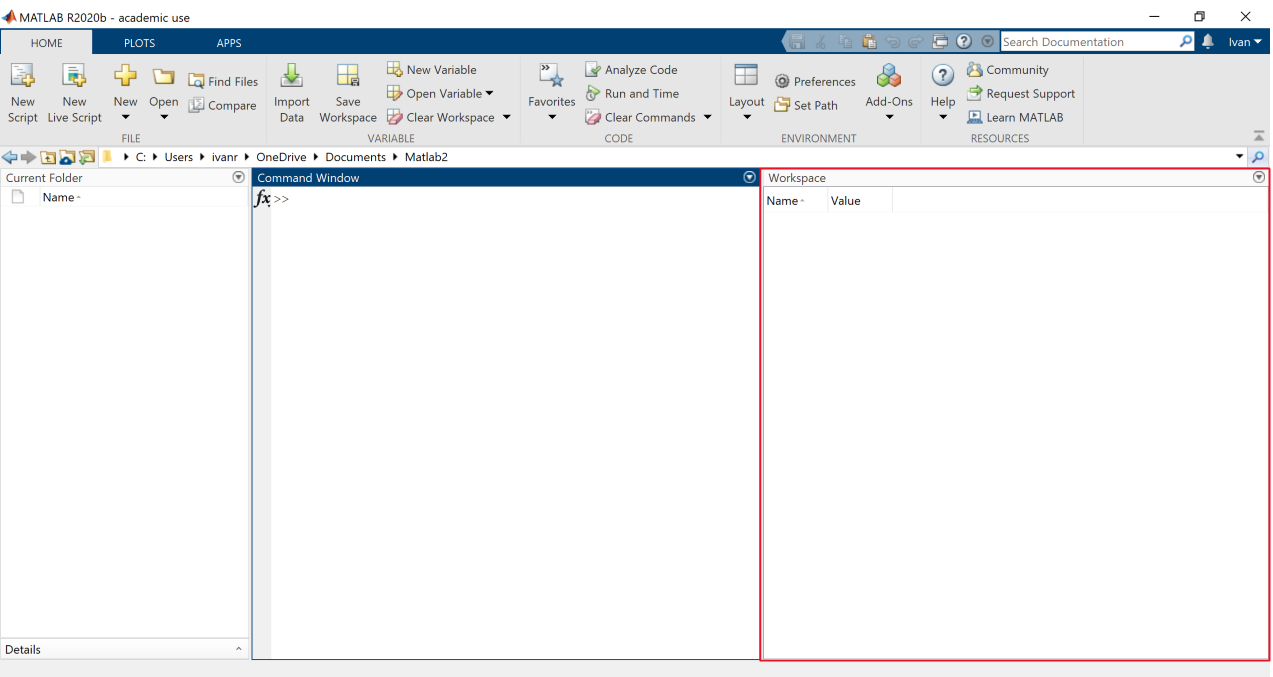 MATLAB R2020b - academic use
HOME PLOTS APPS
Search Documentation
Ivan
New Script
New Live Script
New
Open
Find Files
Compare
FILE
Import Data
Save Workspace
New Variable
Open Variable
Clear Workspace
VARIABLE
Favorites
Analyze Code
Run and Time
Clear Commands
CODE
Layout
Preferences
Set Path
Add-Ons
ENVIRONMENT
Help
Community
Request Support
Learn MATLAB
RESOURCES
C: Users ivanr OneDrive Documents Matlab2
Current Folder
Name
Details
Command Window
fx >>
Workspace
Name Value